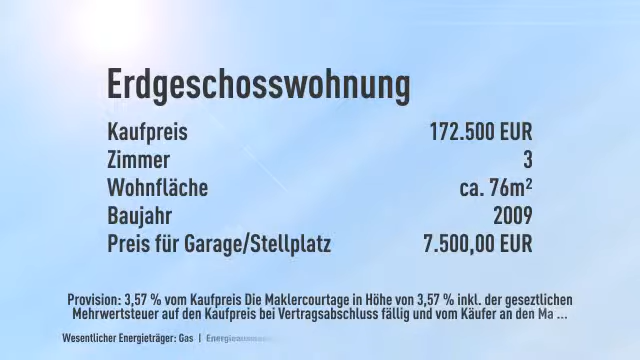 Erdgeschosswohnung
Kaufpreis 172.500 EUR
Zimmer 3
Wohnfläche ca. 76m²
Baujahr 2009
Preis für Garage/Stellplatz 7.500,00 EUR
Provision: 3,57 % vom Kaufpreis Die Maklercourtage in Höhe von 3,57 % inkl. der geseztlichen
Mehrwertsteuer auf den Kaufpreis bei Vertragsabschluss fällig und vom Käufer an den Ma ...
Wesentlicher Energieträger: Gas |